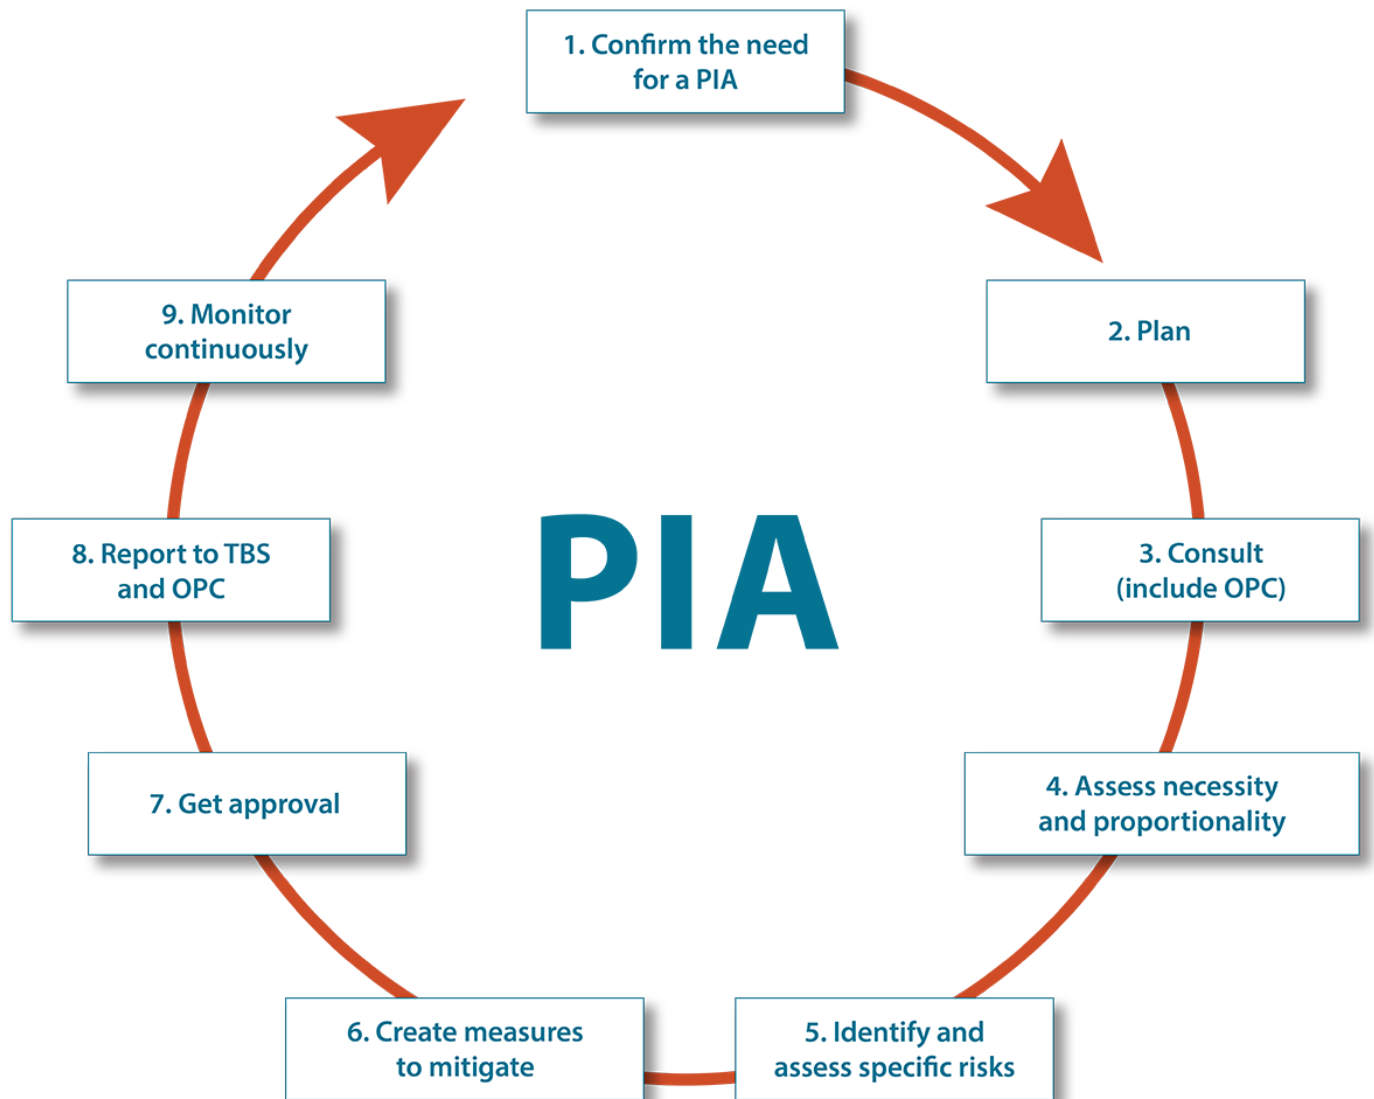 1. Confirm the need
for a PIA
2. Plan
3. Consult
(include OPC)
4. Assess necessity
and proportionality
5. Identify and
assess specific risks
6. Create measures
to mitigate
7. Get approval
8. Report to TBS
and OPC
9. Monitor
continuously
PIA